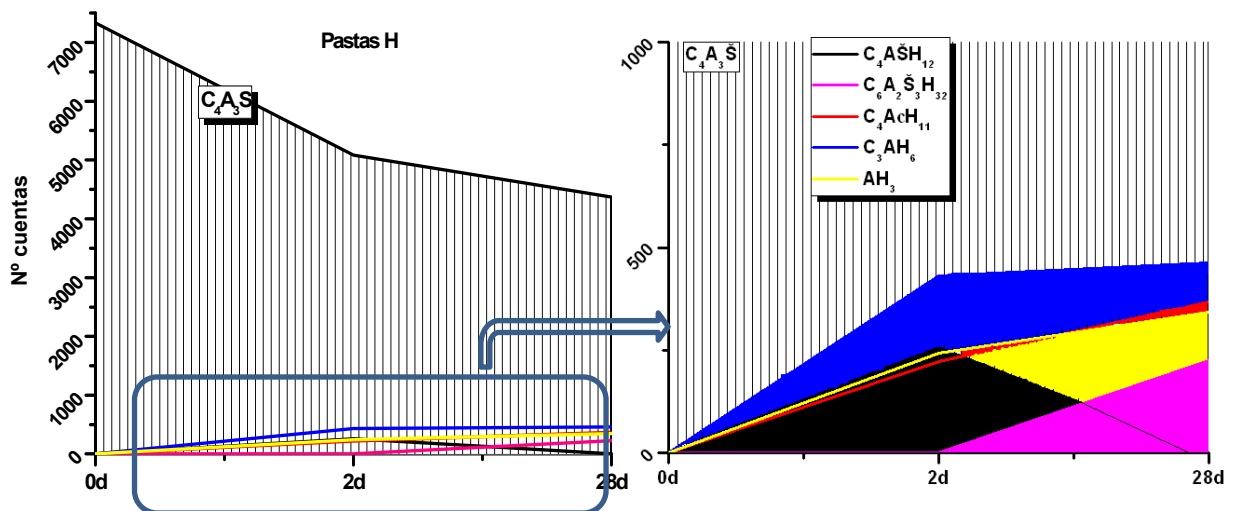 Pastas H
7000
6000
5000
4000
3000
2000
1000
0
Nº cuentas
C₄A₃S
0d 2d 28d
1000
500
0
C₄A₃Š
C₄AŠH₁₂
C₆A₂Š₃H₃₂
C₄AcH₁₁
C₃AH₆
AH₃
0d 2d 28d